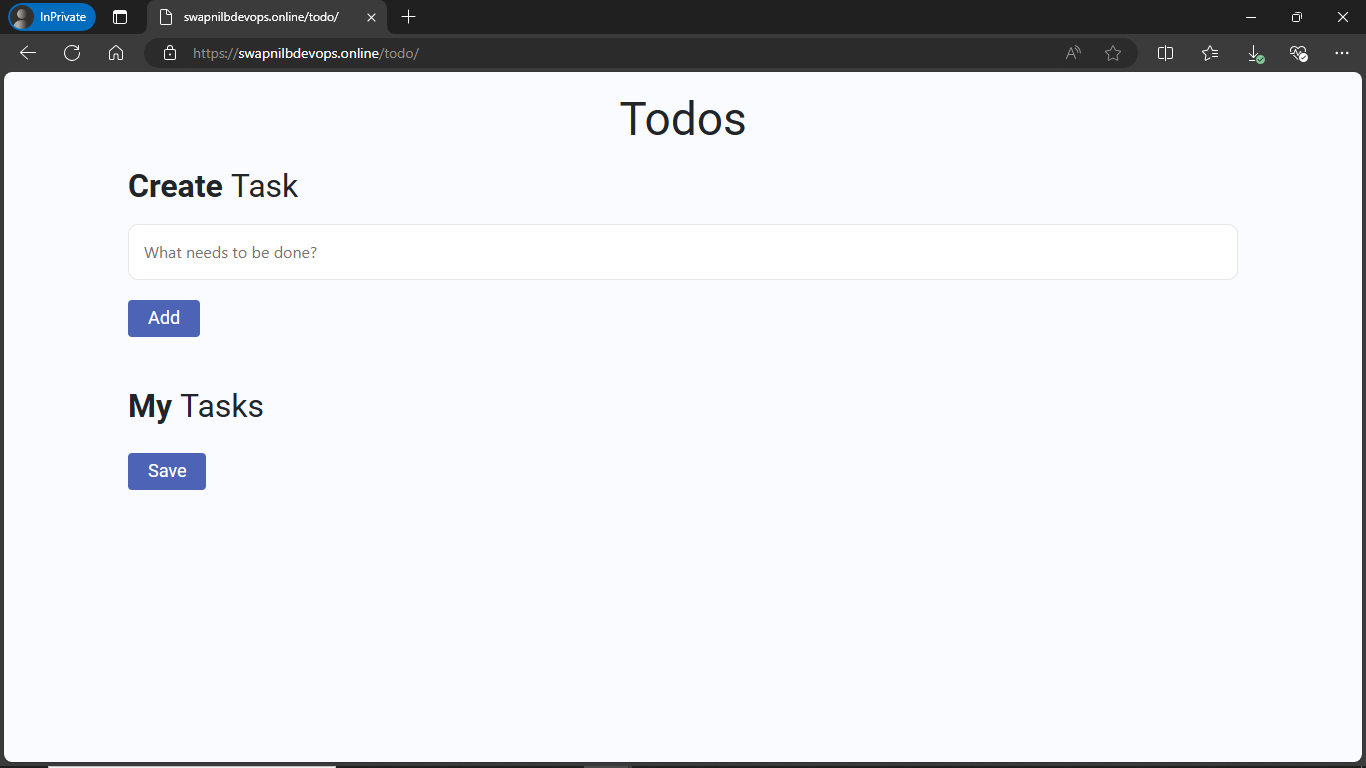 InPrivate
swapnilbdevops.online/todo/
https://swapnilbdevops.online/todo/
Todos
Create Task
What needs to be done?
Add
My Tasks
Save